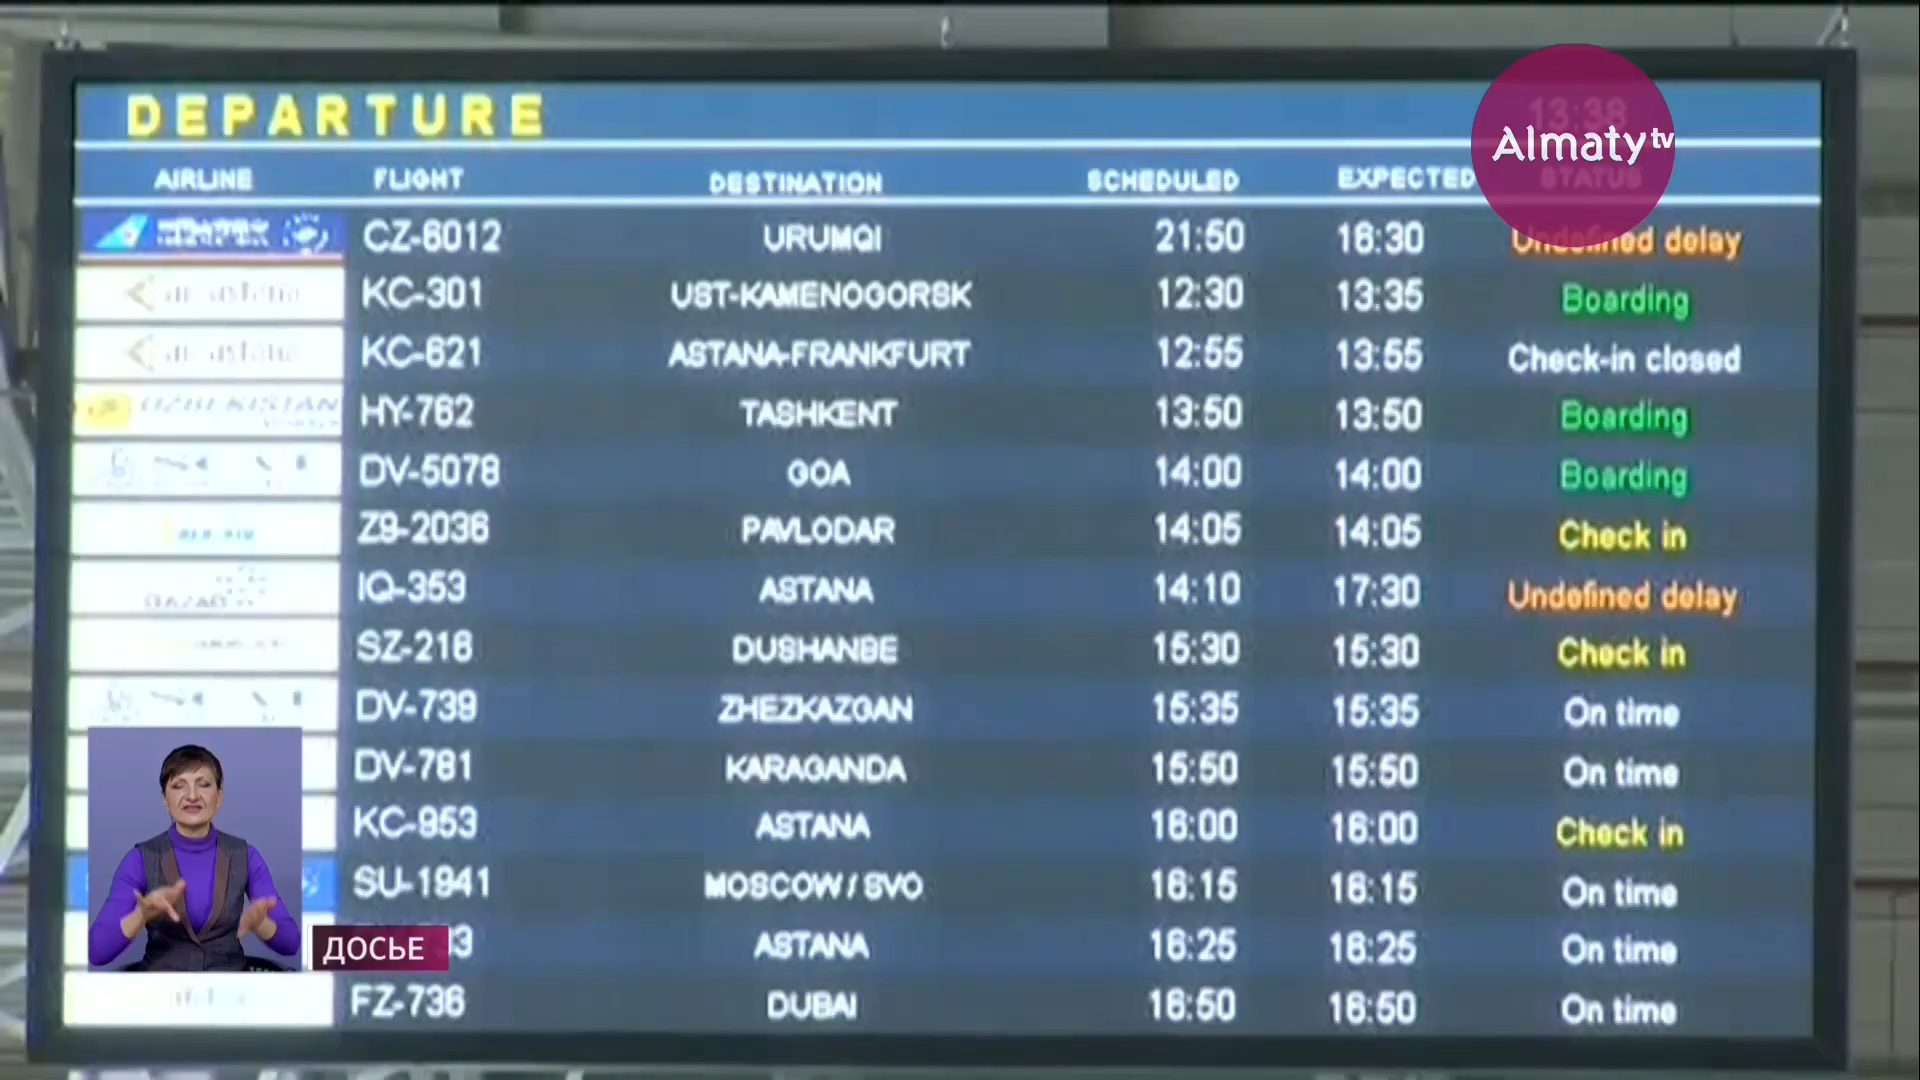 DEPARTURE 13:38
Almaty tv
AIRLINE FLIGHT DESTINATION SCHEDULED EXPECTED STATUS
CZ-6012 URUMQI 21:50 16:30 Undefined delay
KC-301 UST-KAMENOGORSK 12:30 13:35 Boarding
KC-621 ASTANA-FRANKFURT 12:55 13:55 Check-in closed
UZBEKISTAN HY-762 TASHKENT 13:50 13:50 Boarding
DV-5078 GOA 14:00 14:00 Boarding
Z9-2036 PAVLODAR 14:05 14:05 Check in
IQ-353 ASTANA 14:10 17:30 Undefined delay
SZ-216 DUSHANBE 15:30 15:30 Check in
DV-739 ZHEZKAZGAN 15:35 15:35 On time
DV-781 KARAGANDA 15:50 15:50 On time
KC-953 ASTANA 16:00 16:00 Check in
SU-1941 MOSCOW / SVO 16:15 16:15 On time
ASTANA 16:25 16:25 On time
ДОСЬЕ
FZ-736 DUBAI 16:50 16:50 On time